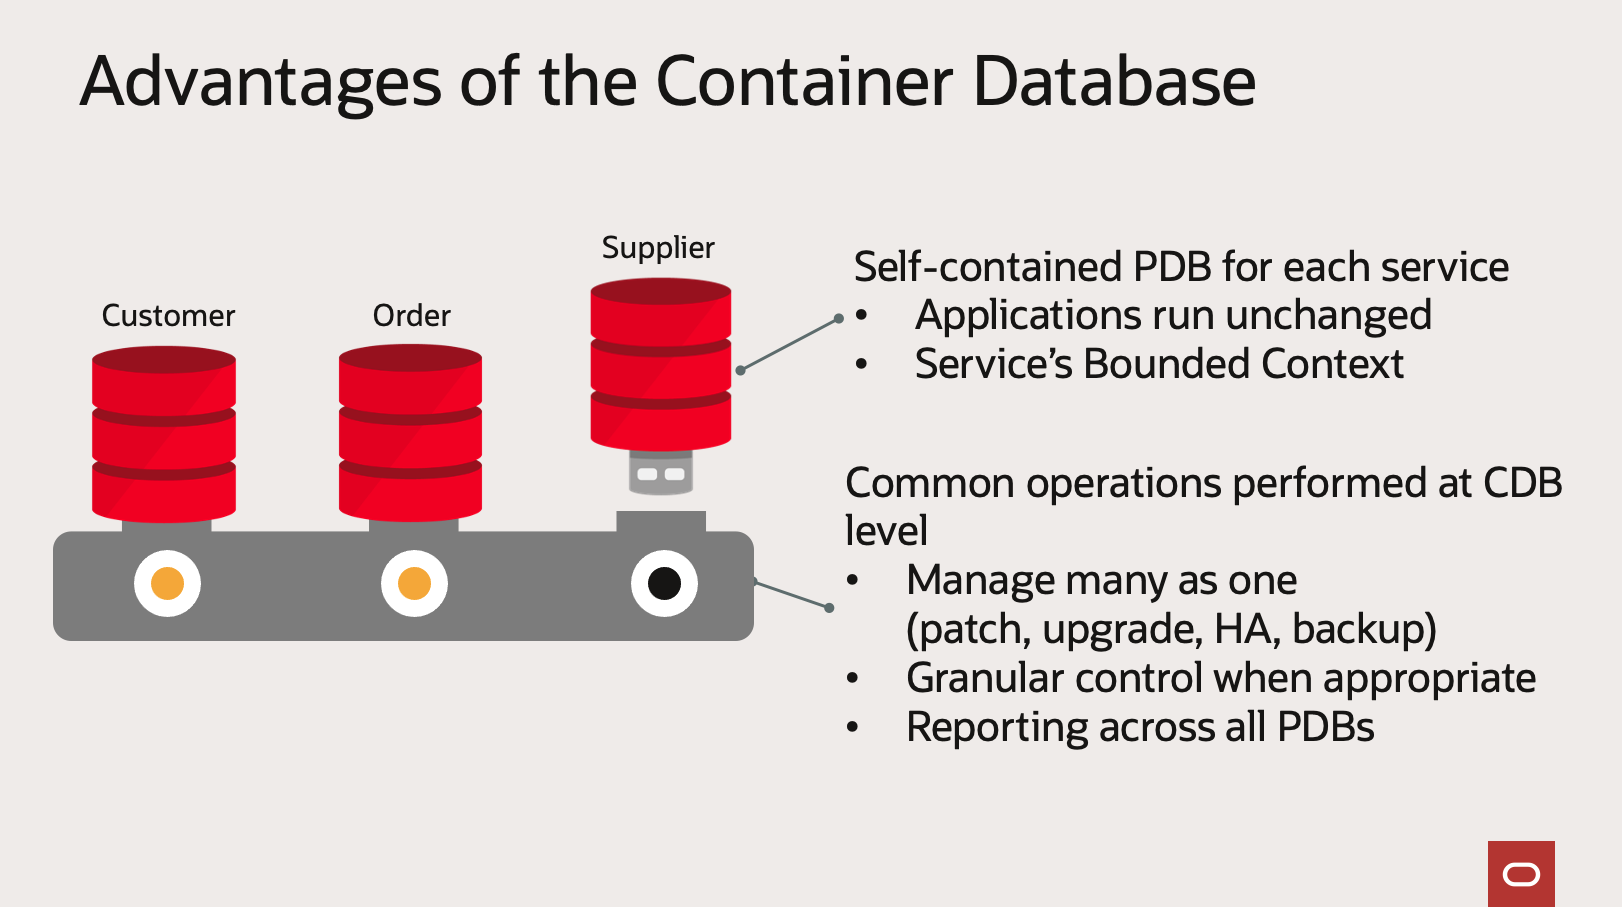 Advantages of the Container Database
Supplier
Customer
Order
Self-contained PDB for each service
• Applications run unchanged
• Service’s Bounded Context
Common operations performed at CDB
level
• Manage many as one
(patch, upgrade, HA, backup)
• Granular control when appropriate
• Reporting across all PDBs